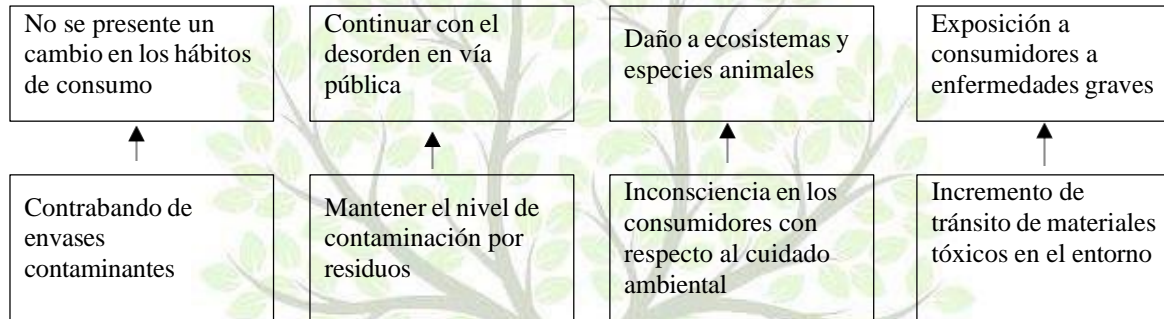 No se presente un
cambio en los hábitos
de consumo
Continuar con el
desorden en vía
pública
Daño a ecosistemas y
especies animales
Exposición a
consumidores a
enfermedades graves
Contrabando de
envases
contaminantes
Mantener el nivel de
contaminación por
residuos
Inconsciencia en los
consumidores con
respecto al cuidado
ambiental
Incremento de
tránsito de materiales
tóxicos en el entorno